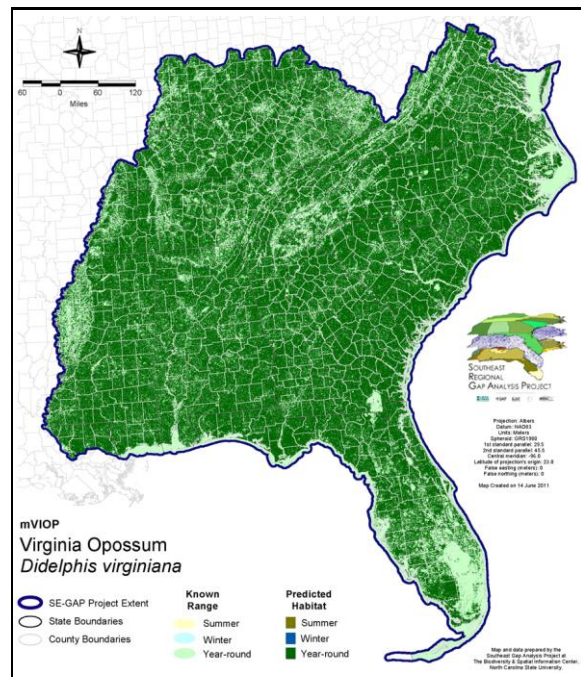 N
60 0 60 120
Miles
SOUTHEAST
REGIONAL
GAP ANALYSIS PROJECT
Projection: Albers
Datum: NAD83
Units: Meters
Spheroid: GRS1980
1st standard parallel: 29.5
2nd standard parallel: 45.5
Central meridian: -96.0
Latitude of projection's origin: 23.0
False easting (meters): 0
False northing (meters): 0
Map Created on 14 June 2011
mVIOP
Virginia Opossum
Didelphis virginiana
SE-GAP Project Extent
State Boundaries
County Boundaries
Known
Range
Summer
Winter
Year-round
Predicted
Habitat
Summer
Winter
Year-round
Map and data prepared by the
Southeast Gap Analysis Project at
The Biodiversity & Spatial Information Center,
North Carolina State University.